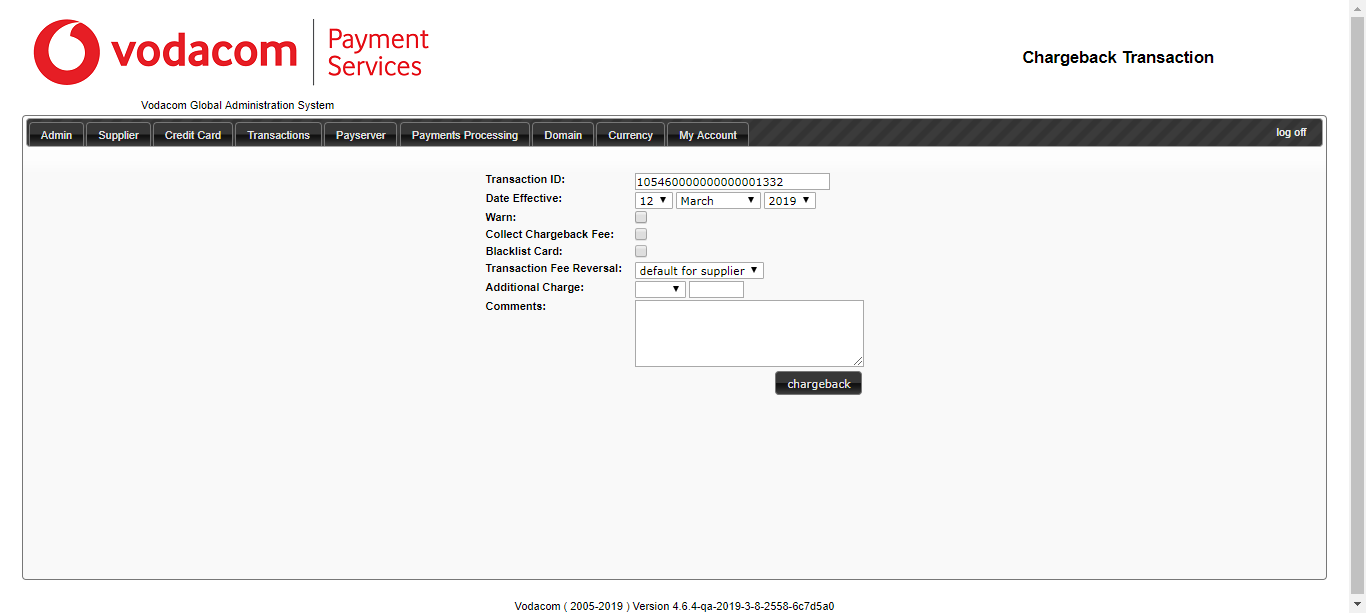 vodacom
Payment
Services
Chargeback Transaction
Vodacom Global Administration System
Admin Supplier Credit Card Transactions Payserver Payments Processing Domain Currency My Account log off
Transaction ID: 105460000000000001332
Date Effective: 12 March 2019
Warn:
Collect Chargeback Fee:
Blacklist Card:
Transaction Fee Reversal: default for supplier
Additional Charge:
Comments:
chargeback
Vodacom ( 2005-2019 ) Version 4.6.4-qa-2019-3-8-2558-6c7d5a0